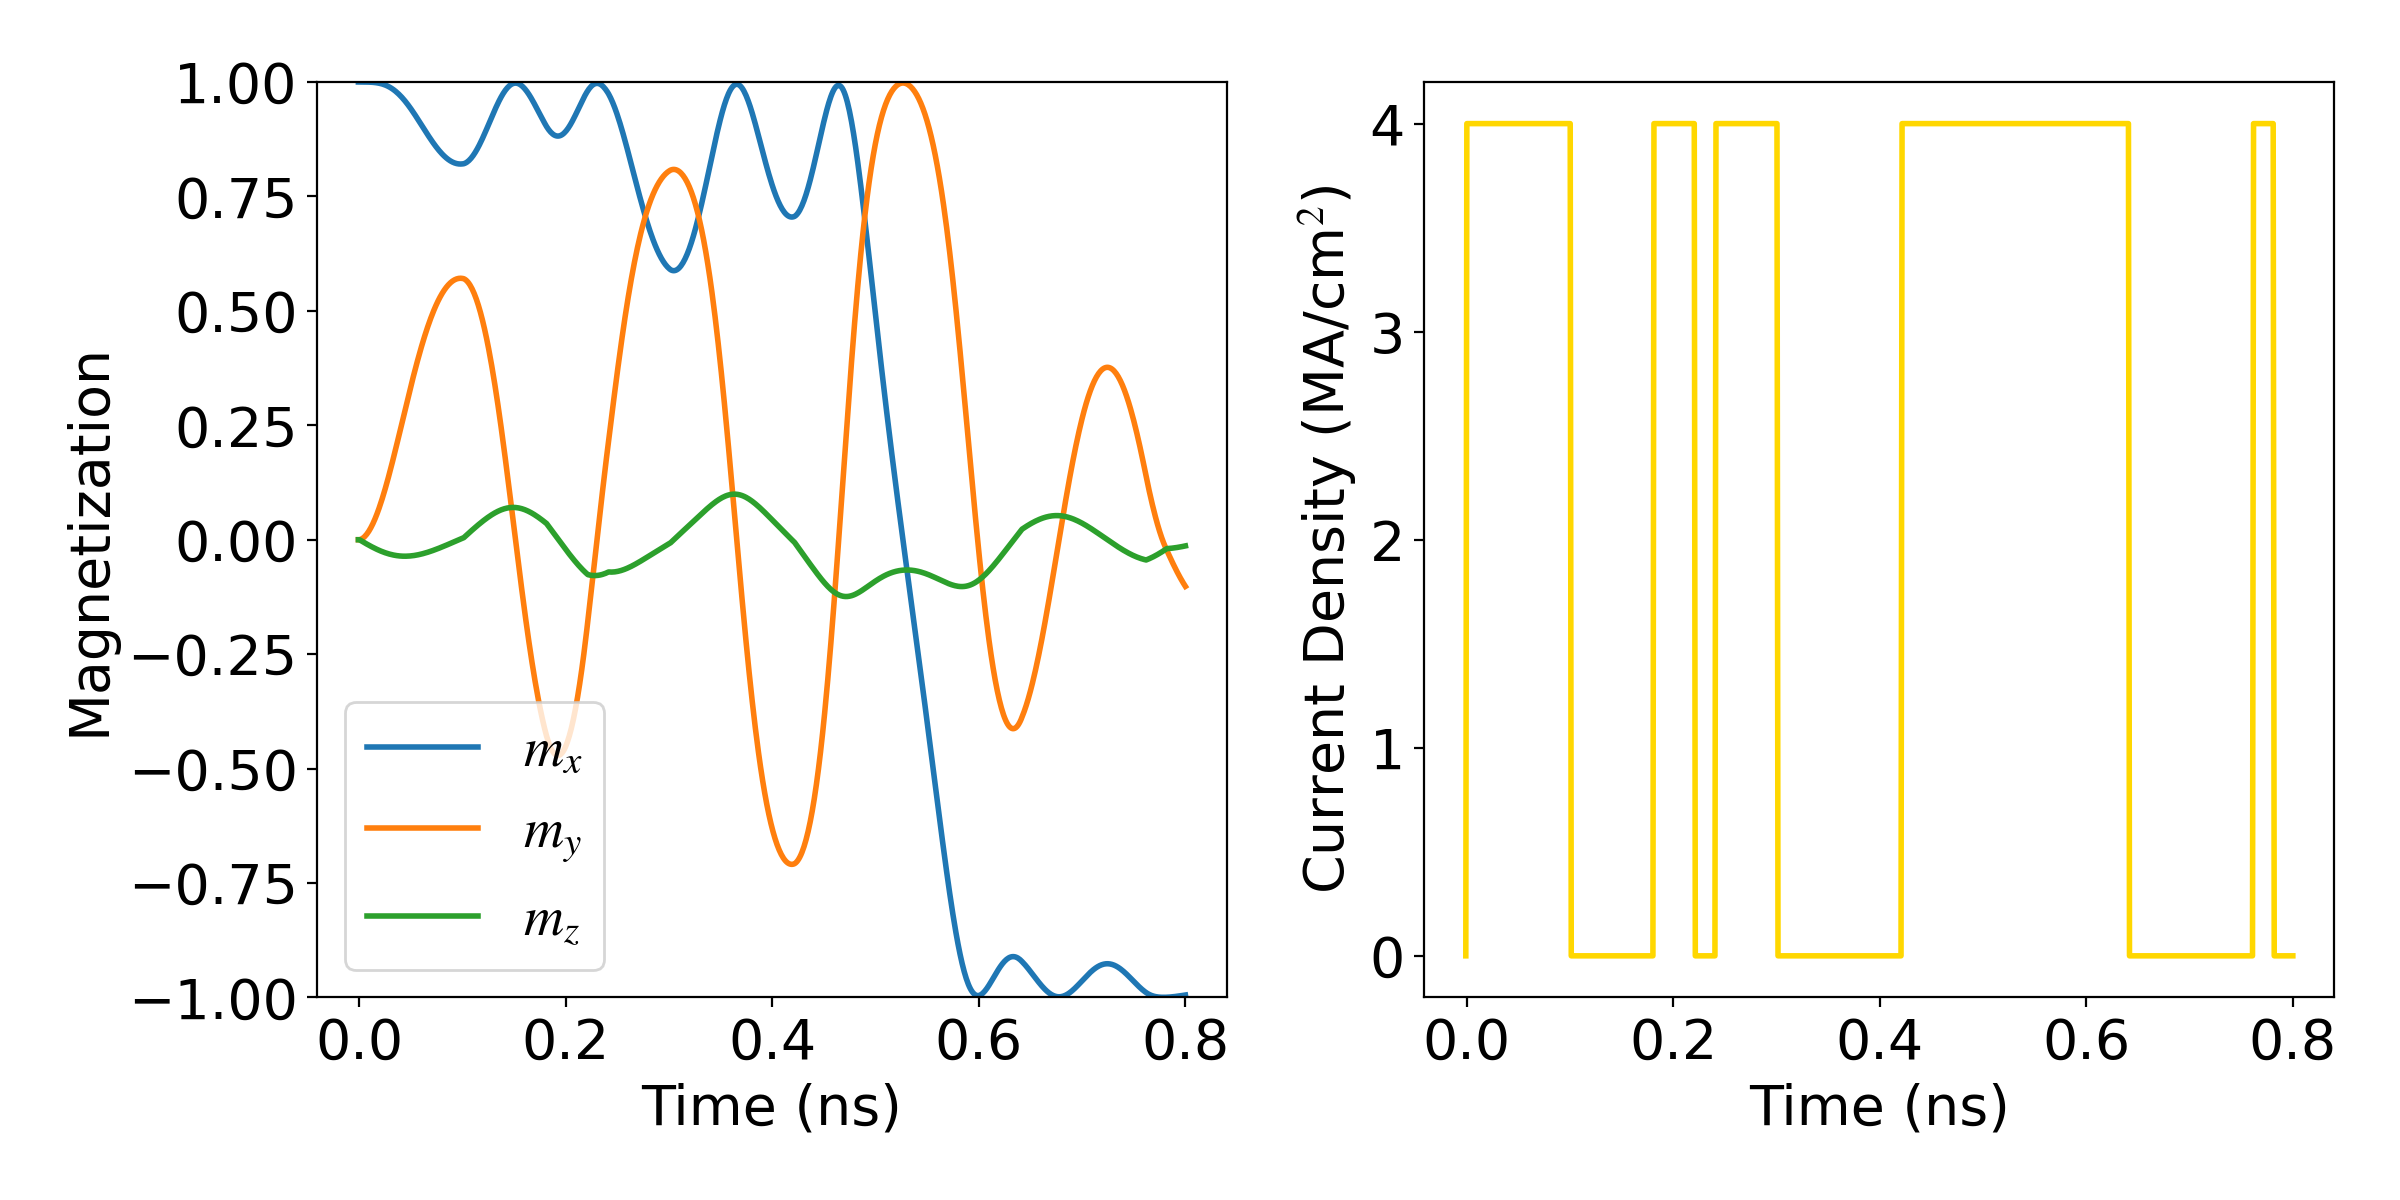 1.00
0.75
0.50
0.25
0.00
−0.25
−0.50
−0.75
−1.00
Magnetization
m_x
m_y
m_z
0.0 0.2 0.4 0.6 0.8
Time (ns)
4
3
2
1
0
Current Density (MA/cm²)
0.0 0.2 0.4 0.6 0.8
Time (ns)